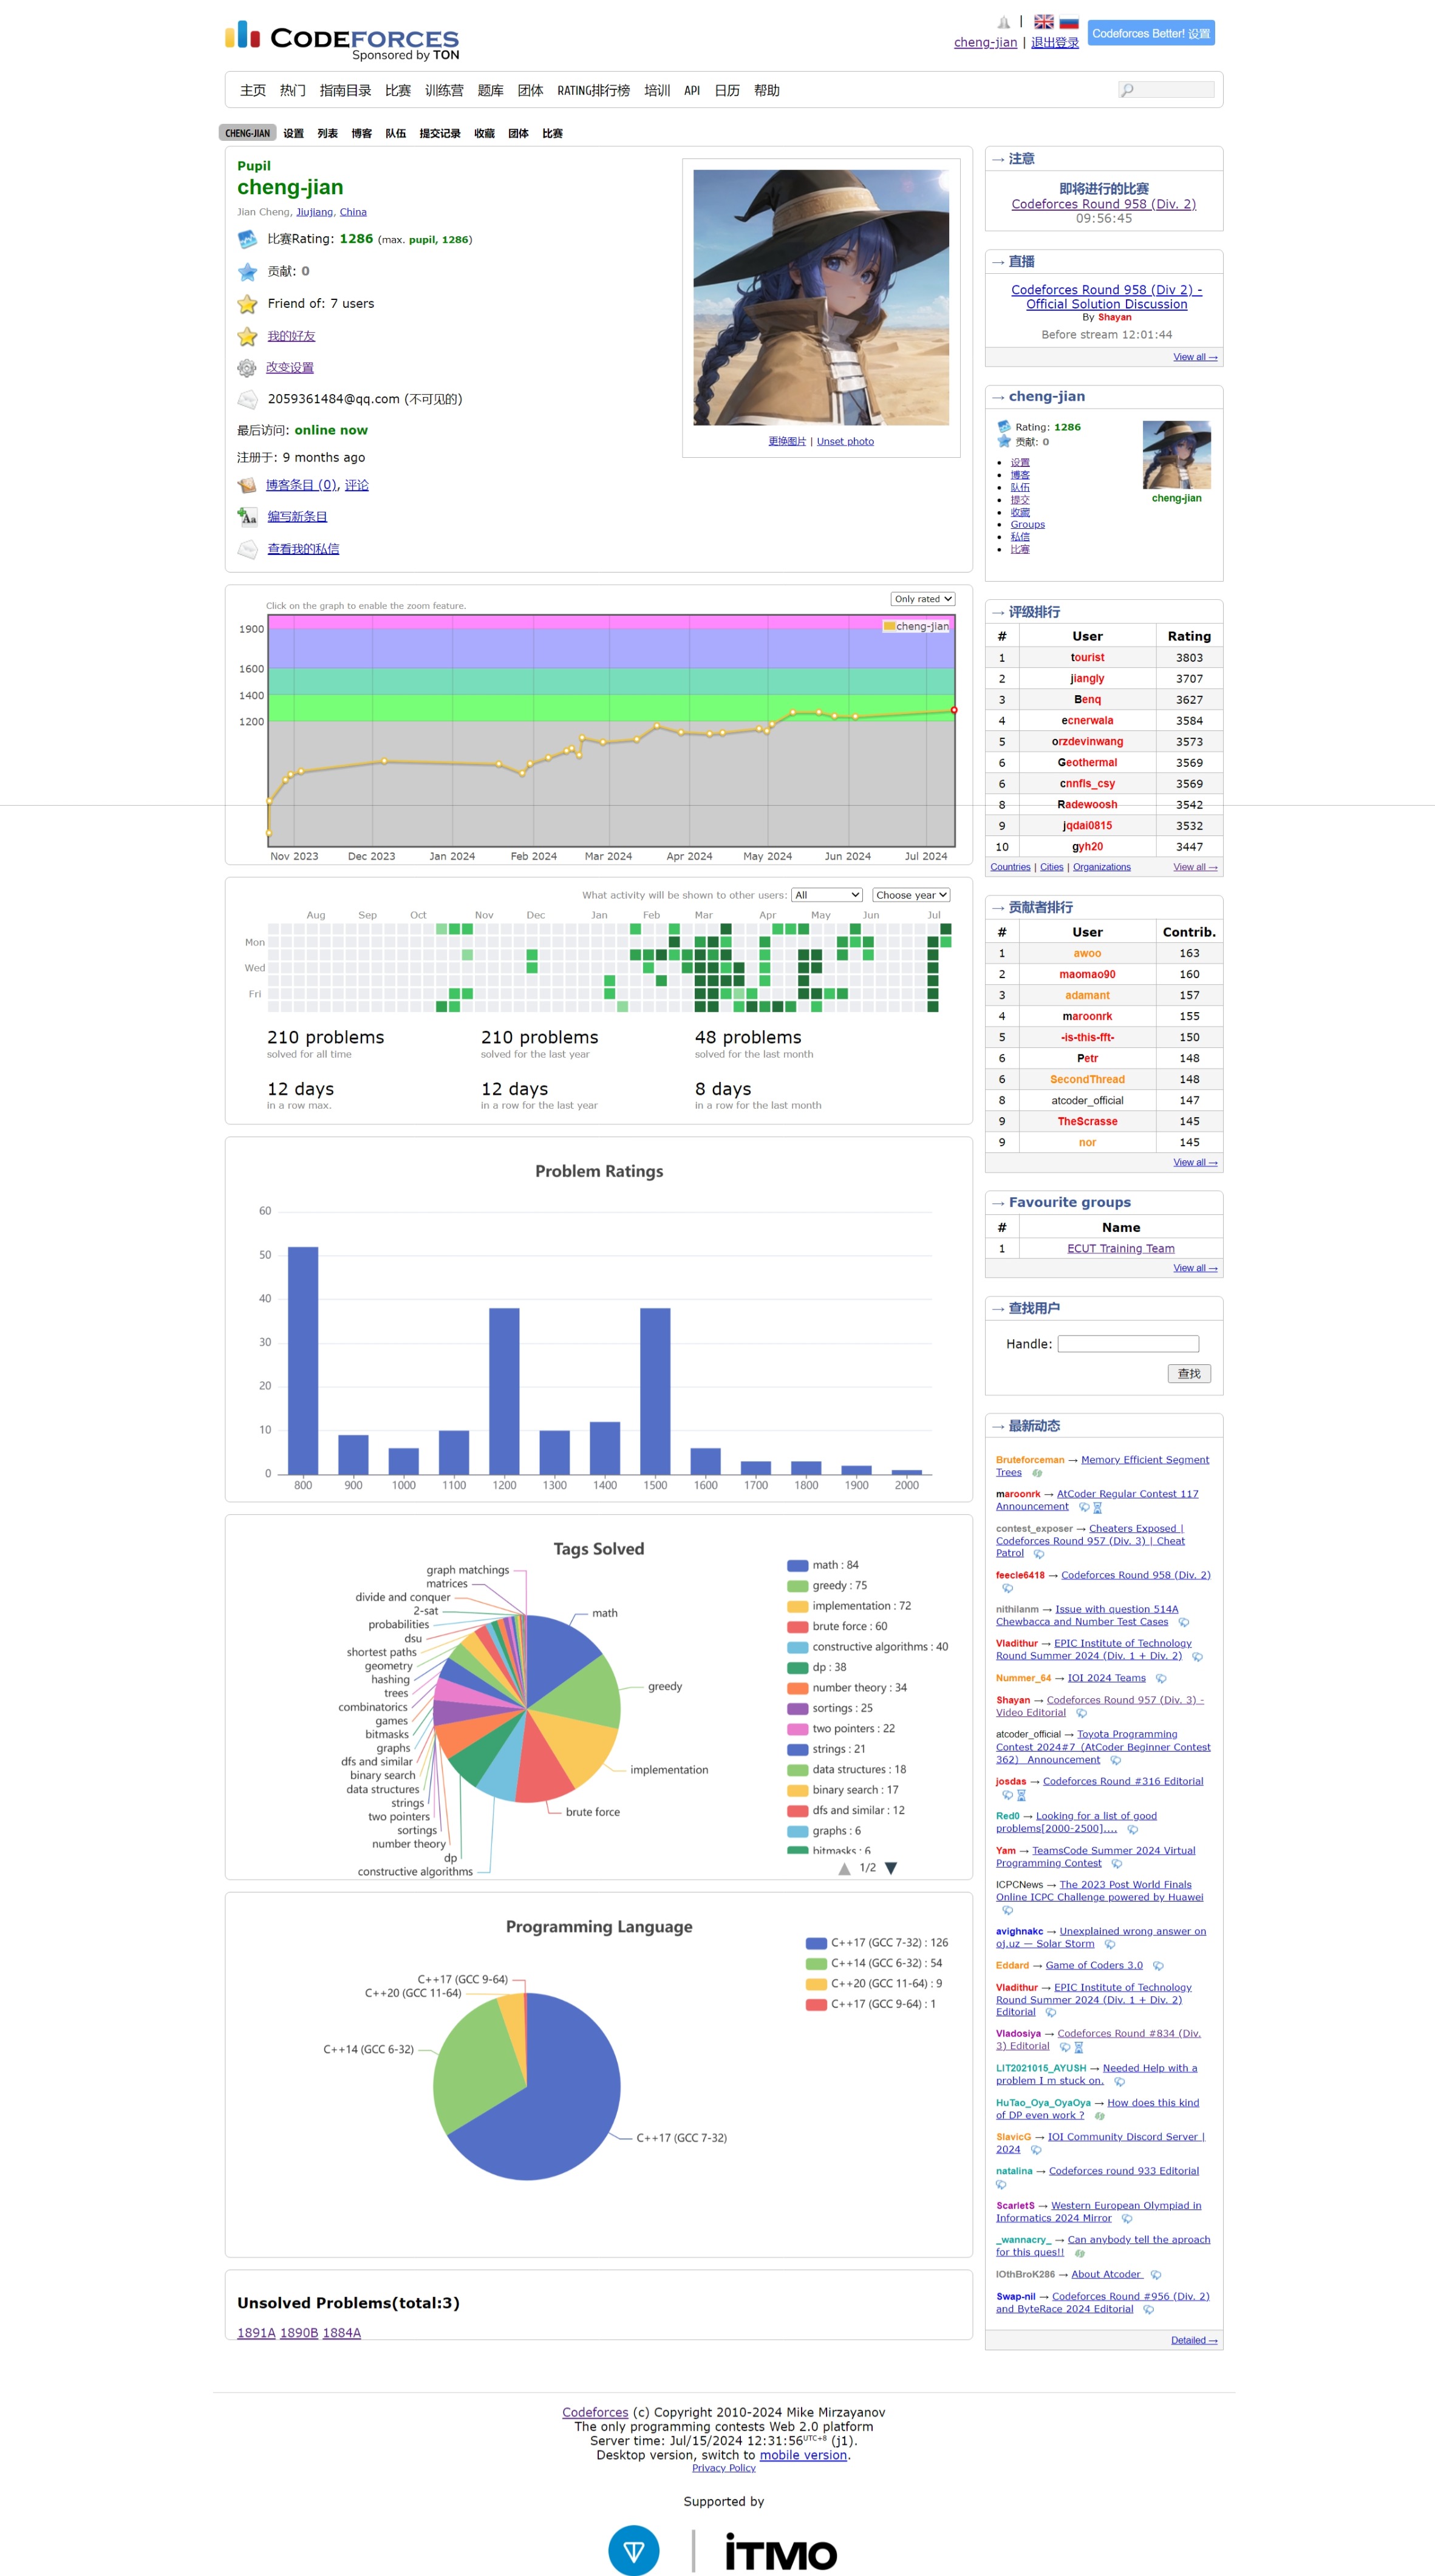 CODEFORCES
Sponsored by TON
|
cheng-jian | 退出登录
Codeforces Better! 设置
主页 热门 指南目录 比赛 训练营 题库 团体 RATING排行榜 培训 API 日历 帮助
CHENG-JIAN 设置 列表 博客 队伍 提交记录 收藏 团体 比赛
Pupil
cheng-jian
Jian Cheng, Jiujiang, China
比赛Rating: 1286 (max. pupil, 1286)
贡献: 0
Friend of: 7 users
我的好友
改变设置
2059361484@qq.com (不可见的)
最后访问: online now
注册于: 9 months ago
博客条目 (0), 评论
编写新条目
查看我的私信
更换图片 | Unset photo
Click on the graph to enable the zoom feature.
Only rated
cheng-jian
1900
1600
1400
1200
Nov 2023 Dec 2023 Jan 2024 Feb 2024 Mar 2024 Apr 2024 May 2024 Jun 2024 Jul 2024
What activity will be shown to other users: All Choose year
Aug Sep Oct Nov Dec Jan Feb Mar Apr May Jun Jul
Mon
Wed
Fri
210 problems 210 problems 48 problems
solved for all time solved for the last year solved for the last month
12 days 12 days 8 days
in a row max. in a row for the last year in a row for the last month
Problem Ratings
60
50
40
30
20
10
0
800 900 1000 1100 1200 1300 1400 1500 1600 1700 1800 1900 2000
Tags Solved
graph matchings
matrices
divide and conquer
2-sat
probabilities
dsu
shortest paths
geometry
hashing
trees
combinatorics
games
bitmasks
graphs
dfs and similar
binary search
data structures
strings
two pointers
sortings
number theory
dp
constructive algorithms
math
greedy
implementation
brute force
math : 84
greedy : 75
implementation : 72
brute force : 60
constructive algorithms : 40
dp : 38
number theory : 34
sortings : 25
two pointers : 22
strings : 21
data structures : 18
binary search : 17
dfs and similar : 12
graphs : 6
bitmasks : 6
1/2
Programming Language
C++17 (GCC 9-64)
C++20 (GCC 11-64)
C++14 (GCC 6-32)
C++17 (GCC 7-32)
C++17 (GCC 7-32) : 126
C++14 (GCC 6-32) : 54
C++20 (GCC 11-64) : 9
C++17 (GCC 9-64) : 1
Unsolved Problems(total:3)
1891A 1890B 1884A
→ 注意
即将进行的比赛
Codeforces Round 958 (Div. 2)
09:56:45
→ 直播
Codeforces Round 958 (Div 2) -
Official Solution Discussion
By Shayan
Before stream 12:01:44
View all →
→ cheng-jian
Rating: 1286
贡献: 0
设置
博客
队伍
提交
收藏
Groups
私信
比赛
cheng-jian
→ 评级排行
# User Rating
1 tourist 3803
2 jiangly 3707
3 Benq 3627
4 ecnerwala 3584
5 orzdevinwang 3573
6 Geothermal 3569
6 cnnfls_csy 3569
8 Radewoosh 3542
9 jqdai0815 3532
10 gyh20 3447
Countries | Cities | Organizations View all →
→ 贡献者排行
# User Contrib.
1 awoo 163
2 maomao90 160
3 adamant 157
4 maroonrk 155
5 -is-this-fft- 150
6 Petr 148
6 SecondThread 148
8 atcoder_official 147
9 TheScrasse 145
9 nor 145
View all →
→ Favourite groups
# Name
1 ECUT Training Team
View all →
→ 查找用户
Handle:
查找
→ 最新动态
Bruteforceman → Memory Efficient Segment
Trees
maroonrk → AtCoder Regular Contest 117
Announcement
contest_exposer → Cheaters Exposed |
Codeforces Round 957 (Div. 3) | Cheat
Patrol
feecle6418 → Codeforces Round 958 (Div. 2)
nithilanm → Issue with question 514A
Chewbacca and Number Test Cases
Vladithur → EPIC Institute of Technology
Round Summer 2024 (Div. 1 + Div. 2)
Nummer_64 → IOI 2024 Teams
Shayan → Codeforces Round 957 (Div. 3) -
Video Editorial
atcoder_official → Toyota Programming
Contest 2024#7（AtCoder Beginner Contest
362） Announcement
josdas → Codeforces Round #316 Editorial
Red0 → Looking for a list of good
problems[2000-2500]....
Yam → TeamsCode Summer 2024 Virtual
Programming Contest
ICPCNews → The 2023 Post World Finals
Online ICPC Challenge powered by Huawei
avighnakc → Unexplained wrong answer on
oj.uz — Solar Storm
Eddard → Game of Coders 3.0
Vladithur → EPIC Institute of Technology
Round Summer 2024 (Div. 1 + Div. 2)
Editorial
Vladosiya → Codeforces Round #834 (Div.
3) Editorial
LIT2021015_AYUSH → Needed Help with a
problem I m stuck on.
HuTao_Oya_OyaOya → How does this kind
of DP even work ?
SlavicG → IOI Community Discord Server |
2024
natalina → Codeforces round 933 Editorial
ScarletS → Western European Olympiad in
Informatics 2024 Mirror
_wannacry_ → Can anybody tell the aproach
for this ques!!
IOthBroK286 → About Atcoder
Swap-nil → Codeforces Round #956 (Div. 2)
and ByteRace 2024 Editorial
Detailed →
Codeforces (c) Copyright 2010-2024 Mike Mirzayanov
The only programming contests Web 2.0 platform
Server time: Jul/15/2024 12:31:56UTC+8 (j1).
Desktop version, switch to mobile version.
Privacy Policy
Supported by
iTMO